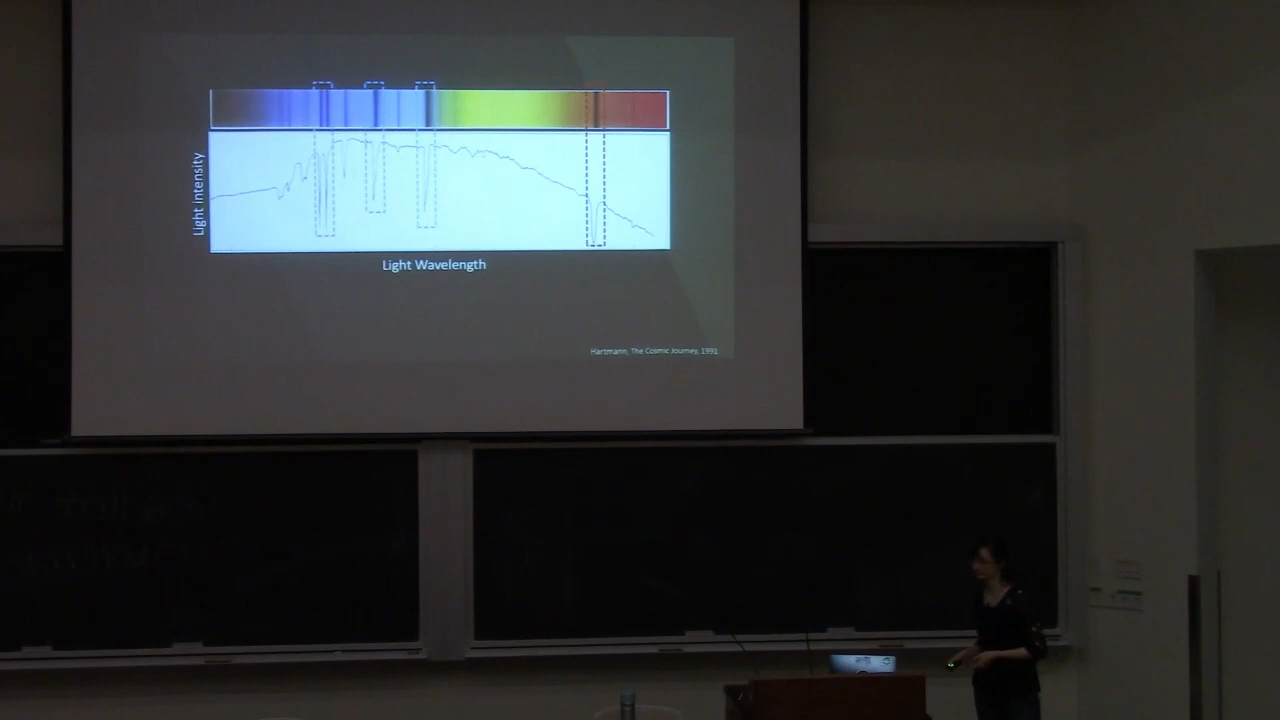 Light intensity
Light Wavelength
Hartmann, The Cosmic Journey, 1991